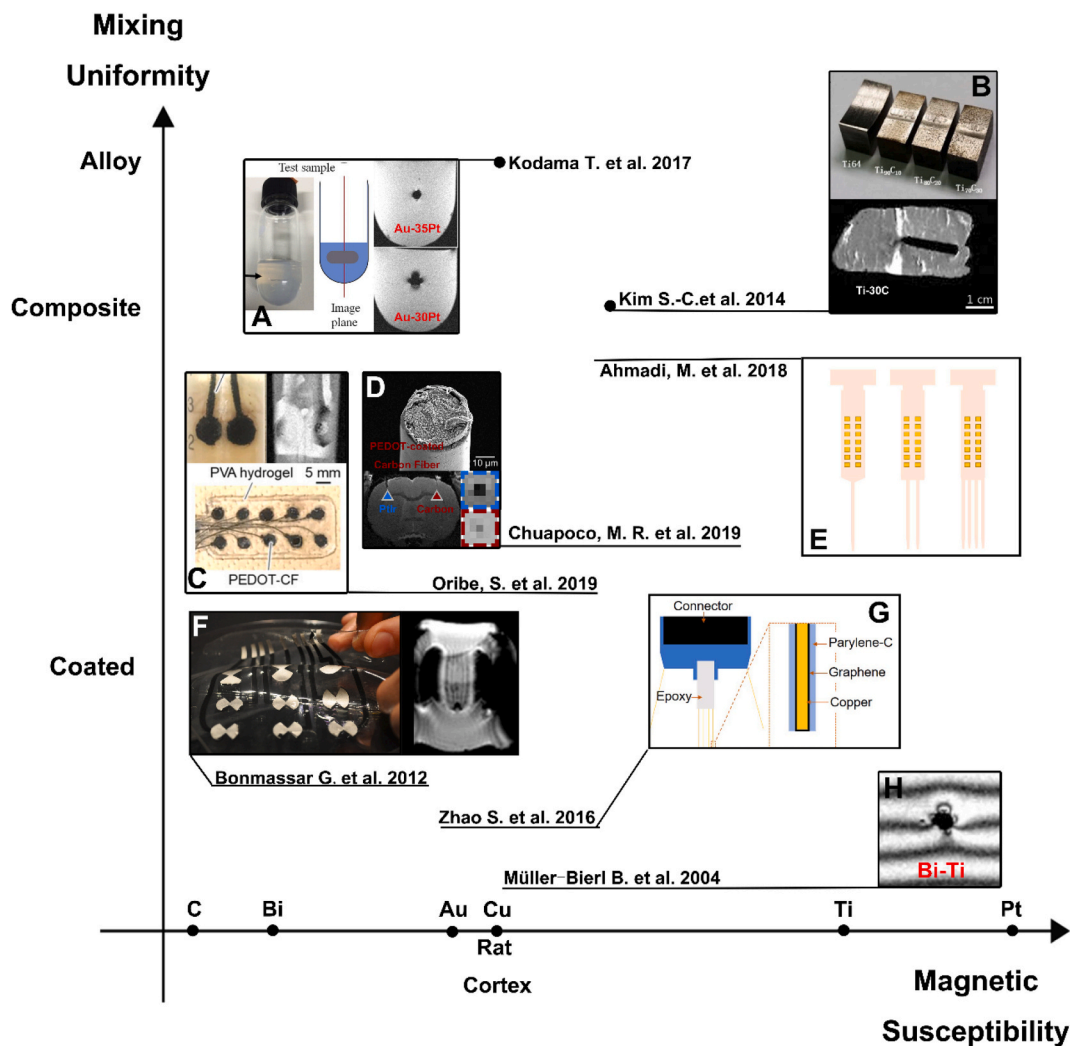 Mixing
Uniformity
Alloy
Composite
Coated
Test sample
Au-35Pt
Au-30Pt
Image
plane
A
Kodama T. et al. 2017
B
Ti64
Ti-30C
1 cm
Kim S.-C.et al. 2014
Ahmadi, M. et al. 2018
E
3
2
PVA hydrogel
5 mm
PEDOT-CF
C
Oribe, S. et al. 2019
D
PEDOT-coated
Carbon Fiber
10 μm
PtIr
Carbon
Chuapoco, M. R. et al. 2019
F
Bonmassar G. et al. 2012
G
Connector
Epoxy
Parylene-C
Graphene
Copper
Zhao S. et al. 2016
H
Bi-Ti
Müller-Bierl B. et al. 2004
C
Bi
Au
Cu
Ti
Pt
Rat
Cortex
Magnetic
Susceptibility